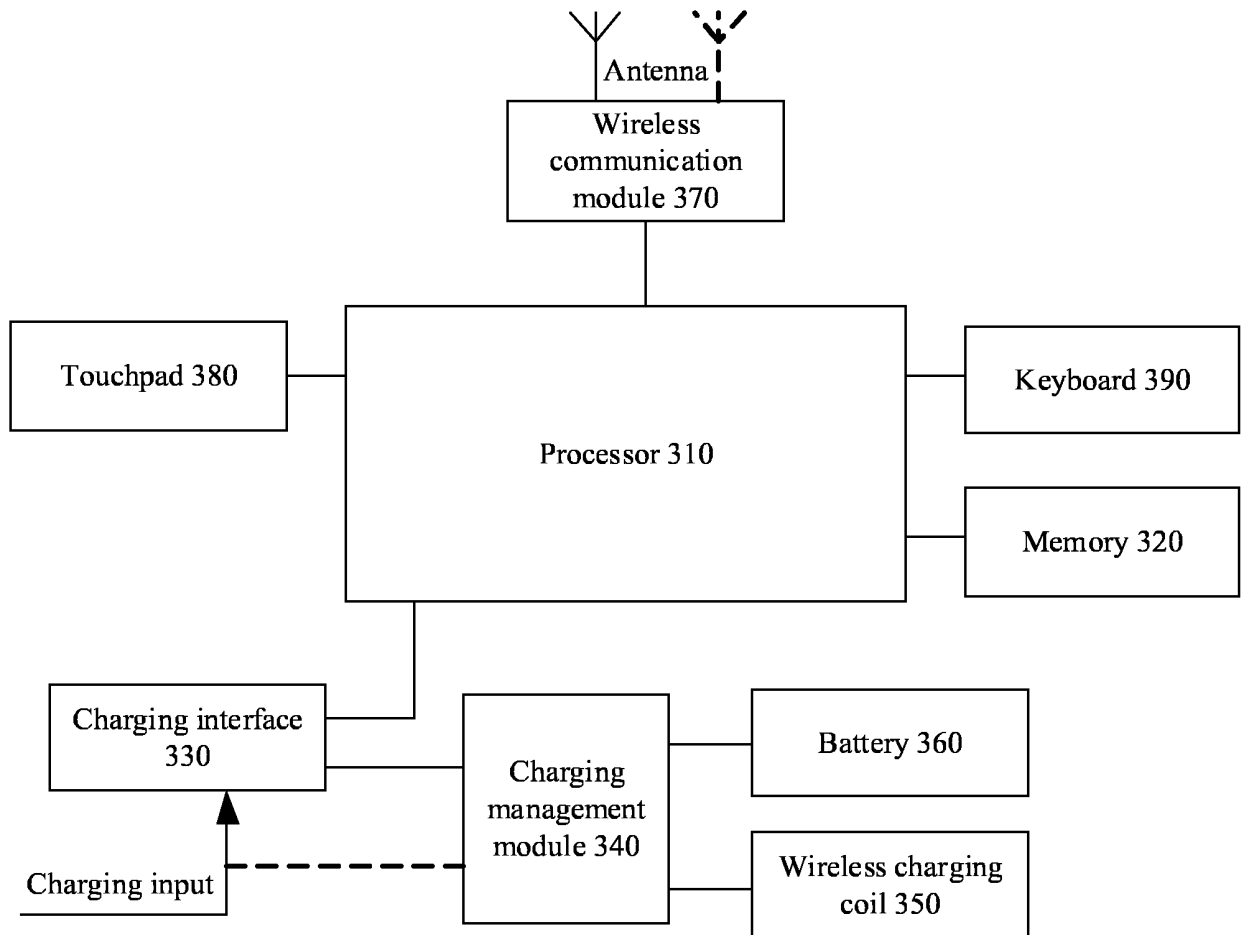 Antenna
Wireless
communication
module 370
Touchpad 380
Processor 310
Keyboard 390
Memory 320
Charging interface
330
Charging input
Charging
management
module 340
Battery 360
Wireless charging
coil 350